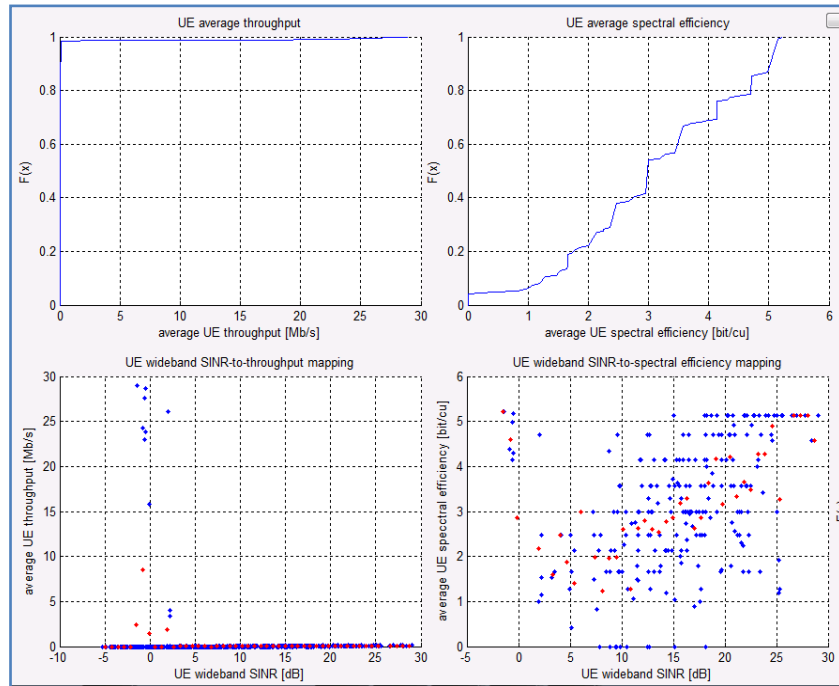 UE average throughput
1
0.8
0.6
0.4
0.2
0
F(x)
0 5 10 15 20 25 30
average UE throughput [Mb/s]
UE average spectral efficiency
1
0.8
0.6
0.4
0.2
0
F(x)
0 1 2 3 4 5 6
average UE spectral efficiency [bit/cu]
UE wideband SINR-to-throughput mapping
30
25
20
15
10
5
0
average UE throughput [Mb/s]
-10 -5 0 5 10 15 20 25 30
UE wideband SINR [dB]
UE wideband SINR-to-spectral efficiency mapping
6
5
4
3
2
1
0
average UE specctral efficiency [bit/cu]
-5 0 5 10 15 20 25 30
UE wideband SINR [dB]